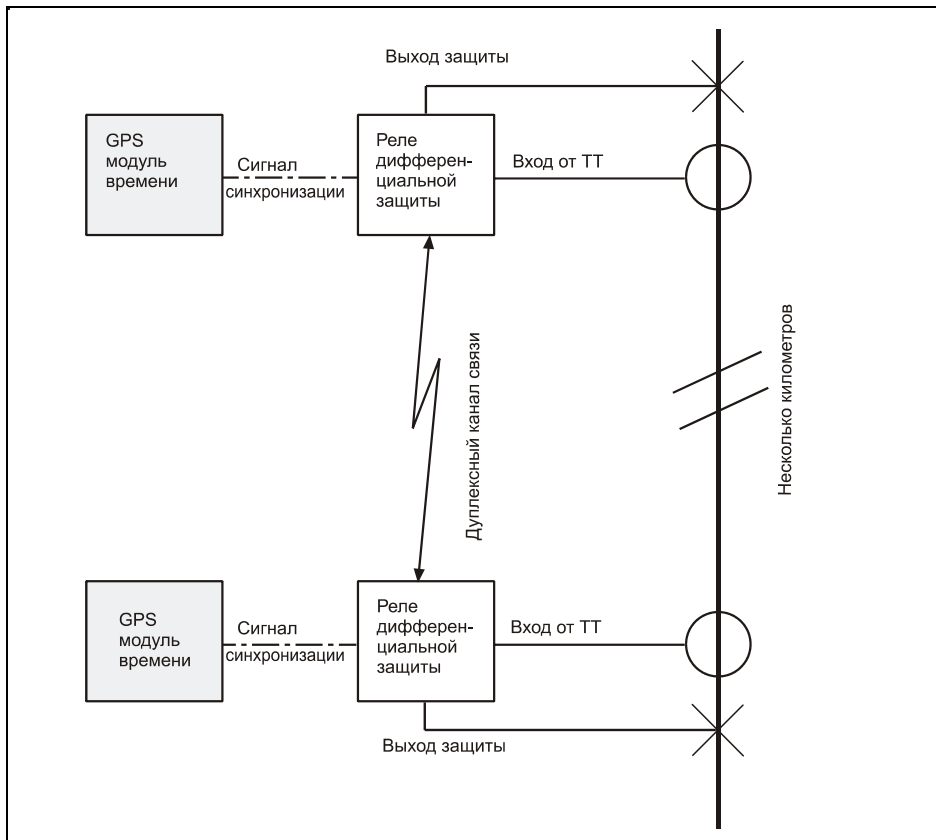 Выход защиты
GPS
модуль
времени
Сигнал
синхронизации
Реле
дифферен-
циальной
защиты
Вход от ТТ
Дуплексный канал связи
Несколько километров
GPS
модуль
времени
Сигнал
синхронизации
Реле
дифферен-
циальной
защиты
Вход от ТТ
Выход защиты